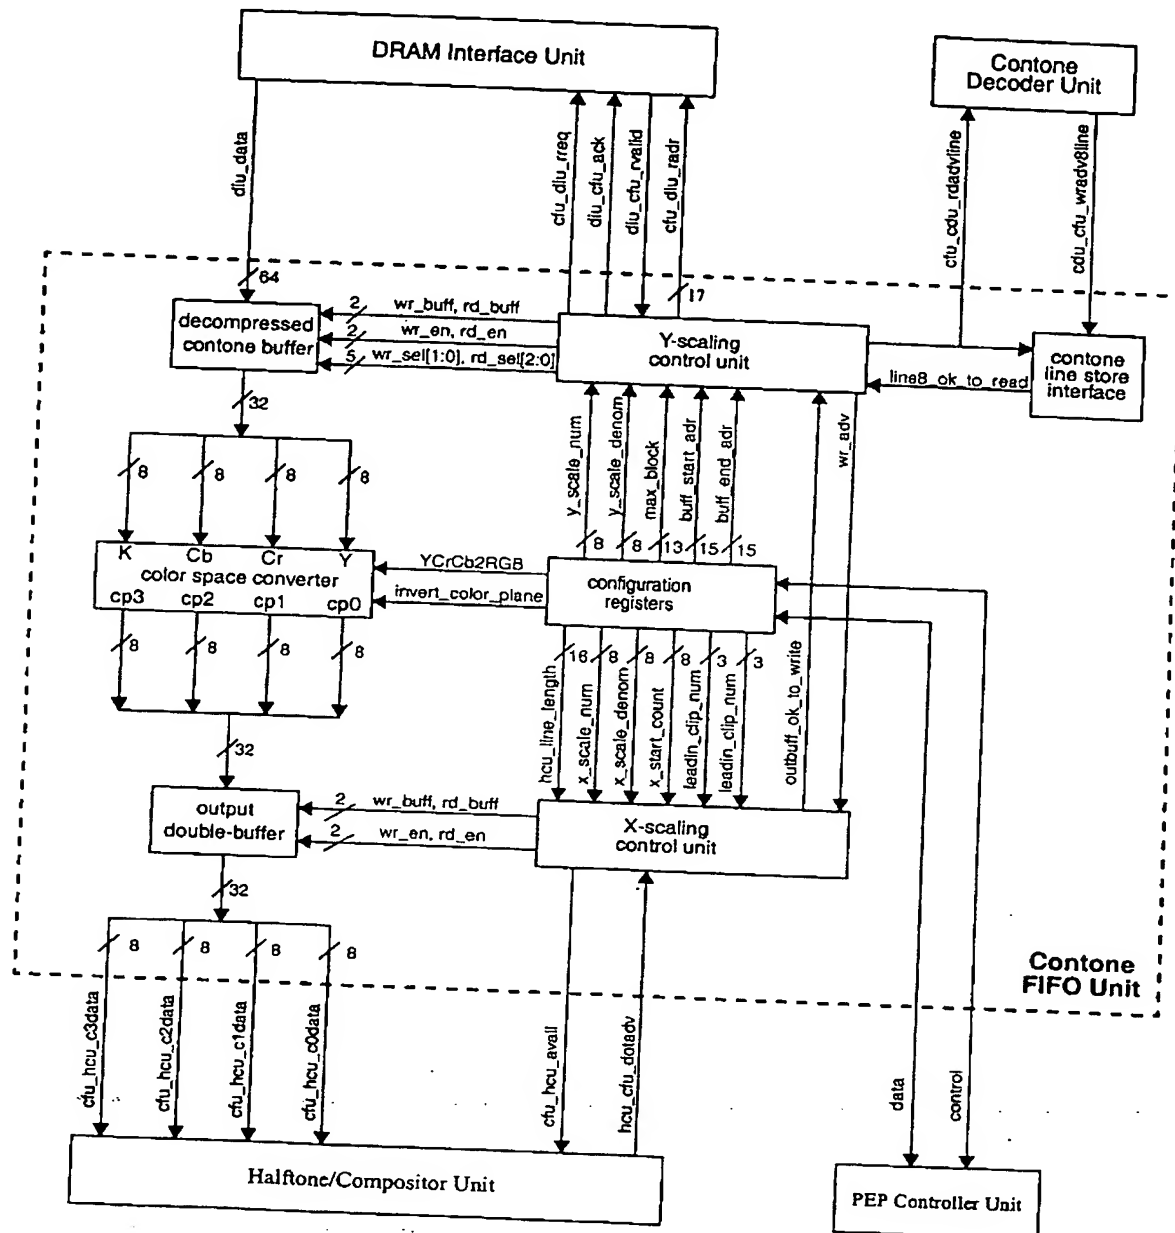 DRAM Interface Unit
Contone
Decoder Unit
diu_data
cfu_diu_rreq
diu_cfu_ack
diu_cfu_rvalid
cfu_diu_radr
cfu_cdu_rdadvline
cdu_cfu_wradv8line
64
17
decompressed
contone buffer
2
wr_buff, rd_buff
2
wr_en, rd_en
5
wr_sel[1:0], rd_sel[2:0]
Y-scaling
control unit
line8_ok_to_read
contone
line store
interface
32
8
8
8
8
y_scale_num
y_scale_denom
max_block
buff_start_adr
buff_end_adr
wr_adv
8
8
13
15
15
K
Cb
Cr
Y
color space converter
cp3
cp2
cp1
cp0
YCrCb2RGB
invert_color_plane
configuration
registers
8
8
8
8
16
8
8
8
3
3
hcu_line_length
x_scale_num
x_scale_denom
x_start_count
leadin_clip_num
leadin_clip_num
outbuff_ok_to_write
32
output
double-buffer
2
wr_buff, rd_buff
2
wr_en, rd_en
X-scaling
control unit
32
8
8
8
8
Contone
FIFO Unit
cfu_hcu_c3data
cfu_hcu_c2data
cfu_hcu_c1data
cfu_hcu_c0data
cfu_hcu_avail
hcu_cfu_dotadv
data
control
Halftone/Compositor Unit
PEP Controller Unit